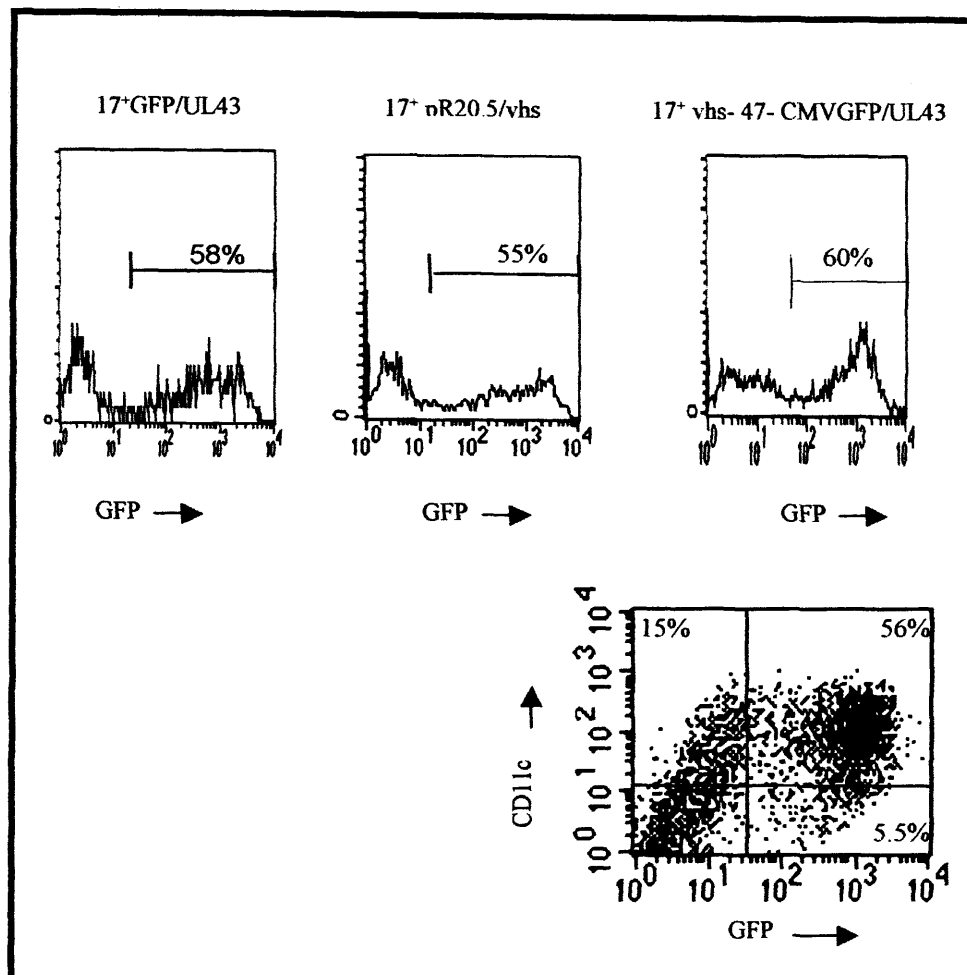 17⁺GFP/UL43
17⁺ pR20.5/vhs
17⁺ vhs- 47- CMVGFP/UL43
58%
55%
60%
0
0
0
10⁰ 10¹ 10² 10³ 10⁴
10⁰ 10¹ 10² 10³ 10⁴
10⁰ 10¹ 10² 10³ 10⁴
GFP
GFP
GFP
10⁴
10³
10²
10¹
10⁰
15%
56%
5.5%
CD11c
10⁰ 10¹ 10² 10³ 10⁴
GFP